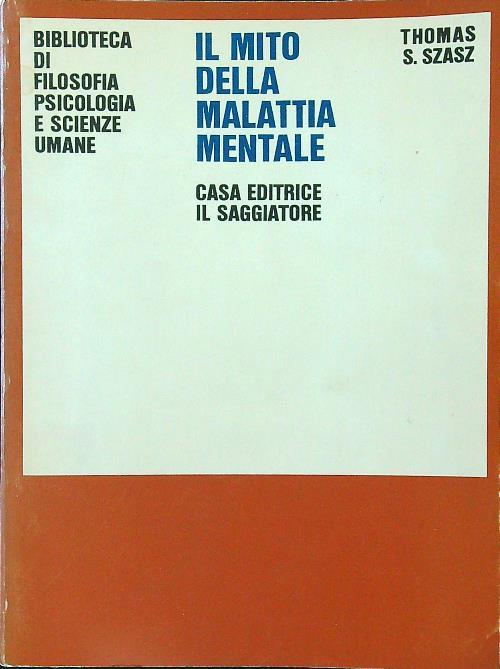 BIBLIOTECA
DI
FILOSOFIA
PSICOLOGIA
E SCIENZE
UMANE
IL MITO
DELLA
MALATTIA
MENTALE
CASA EDITRICE
IL SAGGIATORE
THOMAS
S. SZASZ